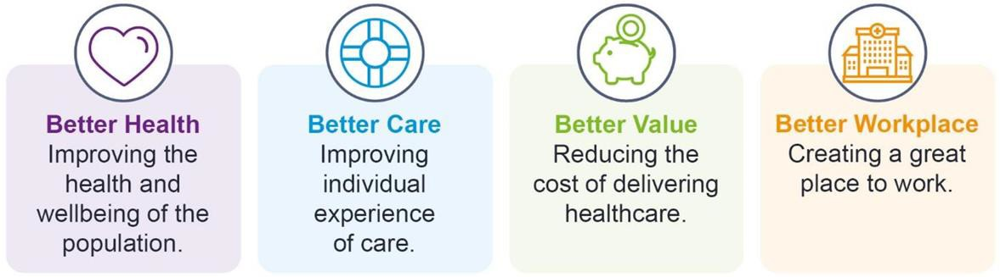 Better Health
Improving the
health and
wellbeing of the
population.
Better Care
Improving
individual
experience
of care.
Better Value
Reducing the
cost of delivering
healthcare.
Better Workplace
Creating a great
place to work.